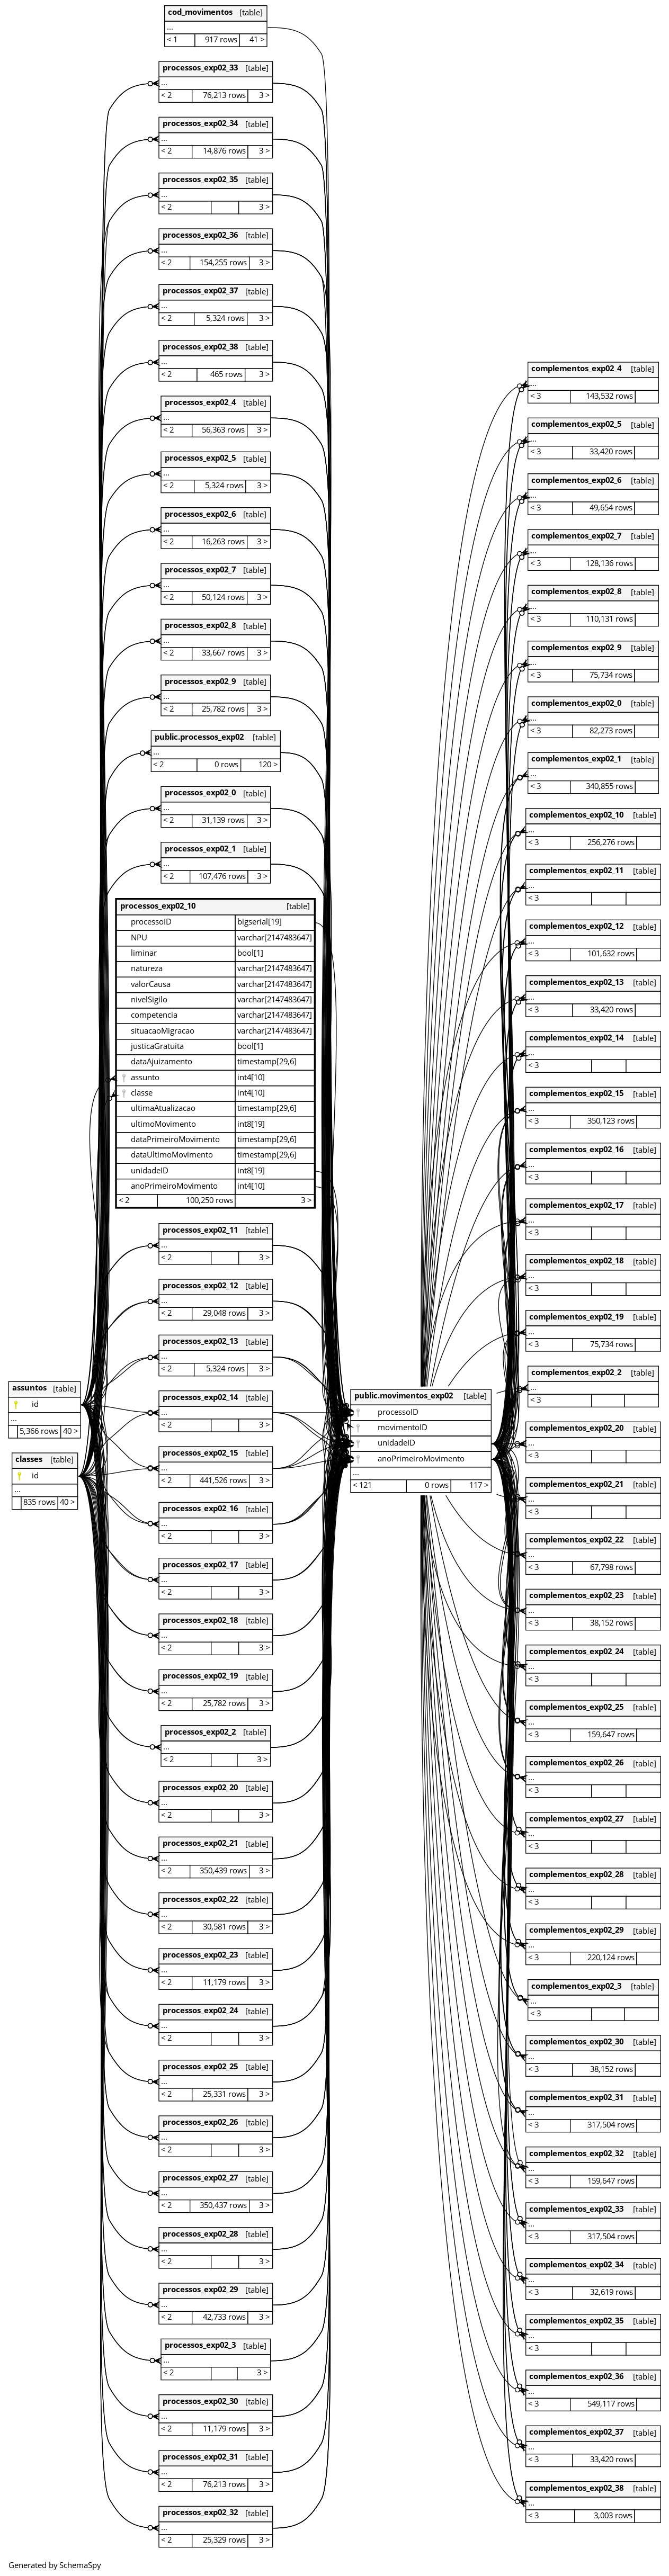 cod_movimentos [table]
...
< 1 917 rows 41 >
processos_exp02_33 [table]
...
< 2 76,213 rows 3 >
processos_exp02_34 [table]
...
< 2 14,876 rows 3 >
processos_exp02_35 [table]
...
< 2 3 >
processos_exp02_36 [table]
...
< 2 154,255 rows 3 >
processos_exp02_37 [table]
...
< 2 5,324 rows 3 >
processos_exp02_38 [table]
...
< 2 465 rows 3 >
processos_exp02_4 [table]
...
< 2 56,363 rows 3 >
processos_exp02_5 [table]
...
< 2 5,324 rows 3 >
processos_exp02_6 [table]
...
< 2 16,263 rows 3 >
processos_exp02_7 [table]
...
< 2 50,124 rows 3 >
processos_exp02_8 [table]
...
< 2 33,667 rows 3 >
processos_exp02_9 [table]
...
< 2 25,782 rows 3 >
public.processos_exp02 [table]
...
< 2 0 rows 120 >
processos_exp02_0 [table]
...
< 2 31,139 rows 3 >
processos_exp02_1 [table]
...
< 2 107,476 rows 3 >
processos_exp02_10 [table]
processoID bigserial[19]
NPU varchar[2147483647]
liminar bool[1]
natureza varchar[2147483647]
valorCausa varchar[2147483647]
nivelSigilo varchar[2147483647]
competencia varchar[2147483647]
situacaoMigracao varchar[2147483647]
justicaGratuita bool[1]
dataAjuizamento timestamp[29,6]
assunto int4[10]
classe int4[10]
ultimaAtualizacao timestamp[29,6]
ultimoMovimento int8[19]
dataPrimeiroMovimento timestamp[29,6]
dataUltimoMovimento timestamp[29,6]
unidadeID int8[19]
anoPrimeiroMovimento int4[10]
< 2 100,250 rows 3 >
processos_exp02_11 [table]
...
< 2 3 >
processos_exp02_12 [table]
...
< 2 29,048 rows 3 >
processos_exp02_13 [table]
...
< 2 5,324 rows 3 >
processos_exp02_14 [table]
...
< 2 3 >
processos_exp02_15 [table]
...
< 2 441,526 rows 3 >
processos_exp02_16 [table]
...
< 2 3 >
processos_exp02_17 [table]
...
< 2 3 >
processos_exp02_18 [table]
...
< 2 3 >
processos_exp02_19 [table]
...
< 2 25,782 rows 3 >
processos_exp02_2 [table]
...
< 2 3 >
processos_exp02_20 [table]
...
< 2 3 >
processos_exp02_21 [table]
...
< 2 350,439 rows 3 >
processos_exp02_22 [table]
...
< 2 30,581 rows 3 >
processos_exp02_23 [table]
...
< 2 11,179 rows 3 >
processos_exp02_24 [table]
...
< 2 3 >
processos_exp02_25 [table]
...
< 2 25,331 rows 3 >
processos_exp02_26 [table]
...
< 2 3 >
processos_exp02_27 [table]
...
< 2 350,437 rows 3 >
processos_exp02_28 [table]
...
< 2 3 >
processos_exp02_29 [table]
...
< 2 42,733 rows 3 >
processos_exp02_3 [table]
...
< 2 3 >
processos_exp02_30 [table]
...
< 2 11,179 rows 3 >
processos_exp02_31 [table]
...
< 2 76,213 rows 3 >
processos_exp02_32 [table]
...
< 2 25,329 rows 3 >
assuntos [table]
id
...
5,366 rows 40 >
classes [table]
id
...
835 rows 40 >
public.movimentos_exp02 [table]
processoID
movimentoID
unidadeID
anoPrimeiroMovimento
...
< 121 0 rows 117 >
complementos_exp02_4 [table]
...
< 3 143,532 rows
complementos_exp02_5 [table]
...
< 3 33,420 rows
complementos_exp02_6 [table]
...
< 3 49,654 rows
complementos_exp02_7 [table]
...
< 3 128,136 rows
complementos_exp02_8 [table]
...
< 3 110,131 rows
complementos_exp02_9 [table]
...
< 3 75,734 rows
complementos_exp02_0 [table]
...
< 3 82,273 rows
complementos_exp02_1 [table]
...
< 3 340,855 rows
complementos_exp02_10 [table]
...
< 3 256,276 rows
complementos_exp02_11 [table]
...
< 3
complementos_exp02_12 [table]
...
< 3 101,632 rows
complementos_exp02_13 [table]
...
< 3 33,420 rows
complementos_exp02_14 [table]
...
< 3
complementos_exp02_15 [table]
...
< 3 350,123 rows
complementos_exp02_16 [table]
...
< 3
complementos_exp02_17 [table]
...
< 3
complementos_exp02_18 [table]
...
< 3
complementos_exp02_19 [table]
...
< 3 75,734 rows
complementos_exp02_2 [table]
...
< 3
complementos_exp02_20 [table]
...
< 3
complementos_exp02_21 [table]
...
< 3
complementos_exp02_22 [table]
...
< 3 67,798 rows
complementos_exp02_23 [table]
...
< 3 38,152 rows
complementos_exp02_24 [table]
...
< 3
complementos_exp02_25 [table]
...
< 3 159,647 rows
complementos_exp02_26 [table]
...
< 3
complementos_exp02_27 [table]
...
< 3
complementos_exp02_28 [table]
...
< 3
complementos_exp02_29 [table]
...
< 3 220,124 rows
complementos_exp02_3 [table]
...
< 3
complementos_exp02_30 [table]
...
< 3 38,152 rows
complementos_exp02_31 [table]
...
< 3 317,504 rows
complementos_exp02_32 [table]
...
< 3 159,647 rows
complementos_exp02_33 [table]
...
< 3 317,504 rows
complementos_exp02_34 [table]
...
< 3 32,619 rows
complementos_exp02_35 [table]
...
< 3
complementos_exp02_36 [table]
...
< 3 549,117 rows
complementos_exp02_37 [table]
...
< 3 33,420 rows
complementos_exp02_38 [table]
...
< 3 3,003 rows
Generated by SchemaSpy